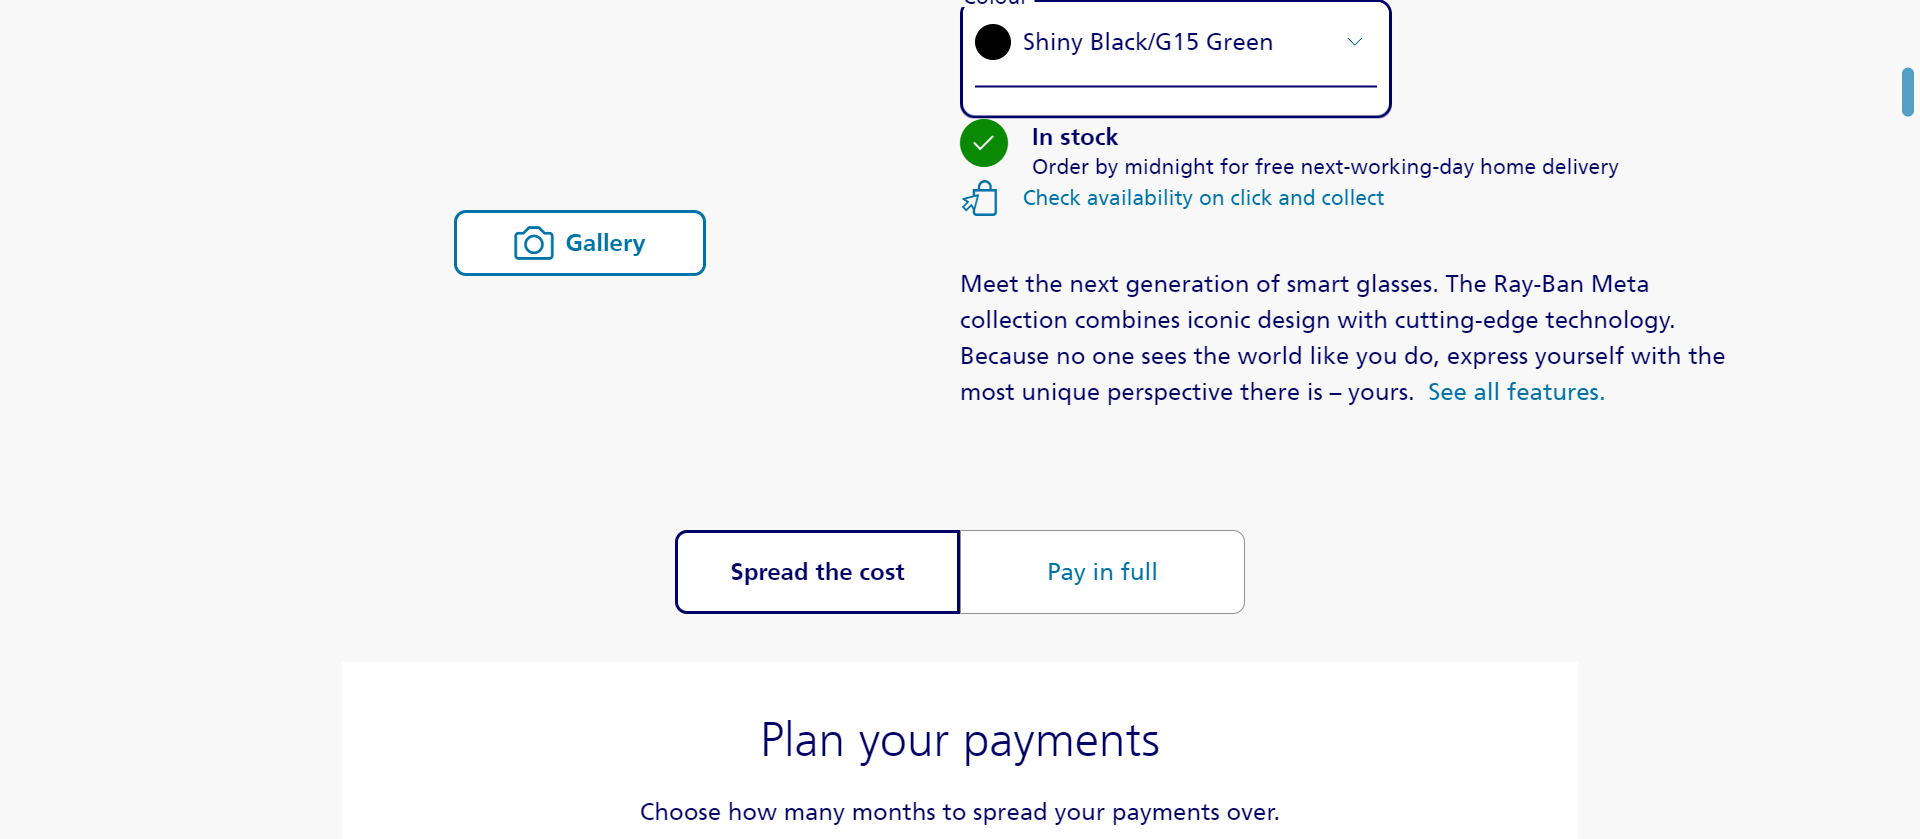 Colour
Shiny Black/G15 Green
In stock
Order by midnight for free next-working-day home delivery
Check availability on click and collect
Gallery
Meet the next generation of smart glasses. The Ray-Ban Meta
collection combines iconic design with cutting-edge technology.
Because no one sees the world like you do, express yourself with the
most unique perspective there is – yours. See all features.
Spread the cost
Pay in full
Plan your payments
Choose how many months to spread your payments over.